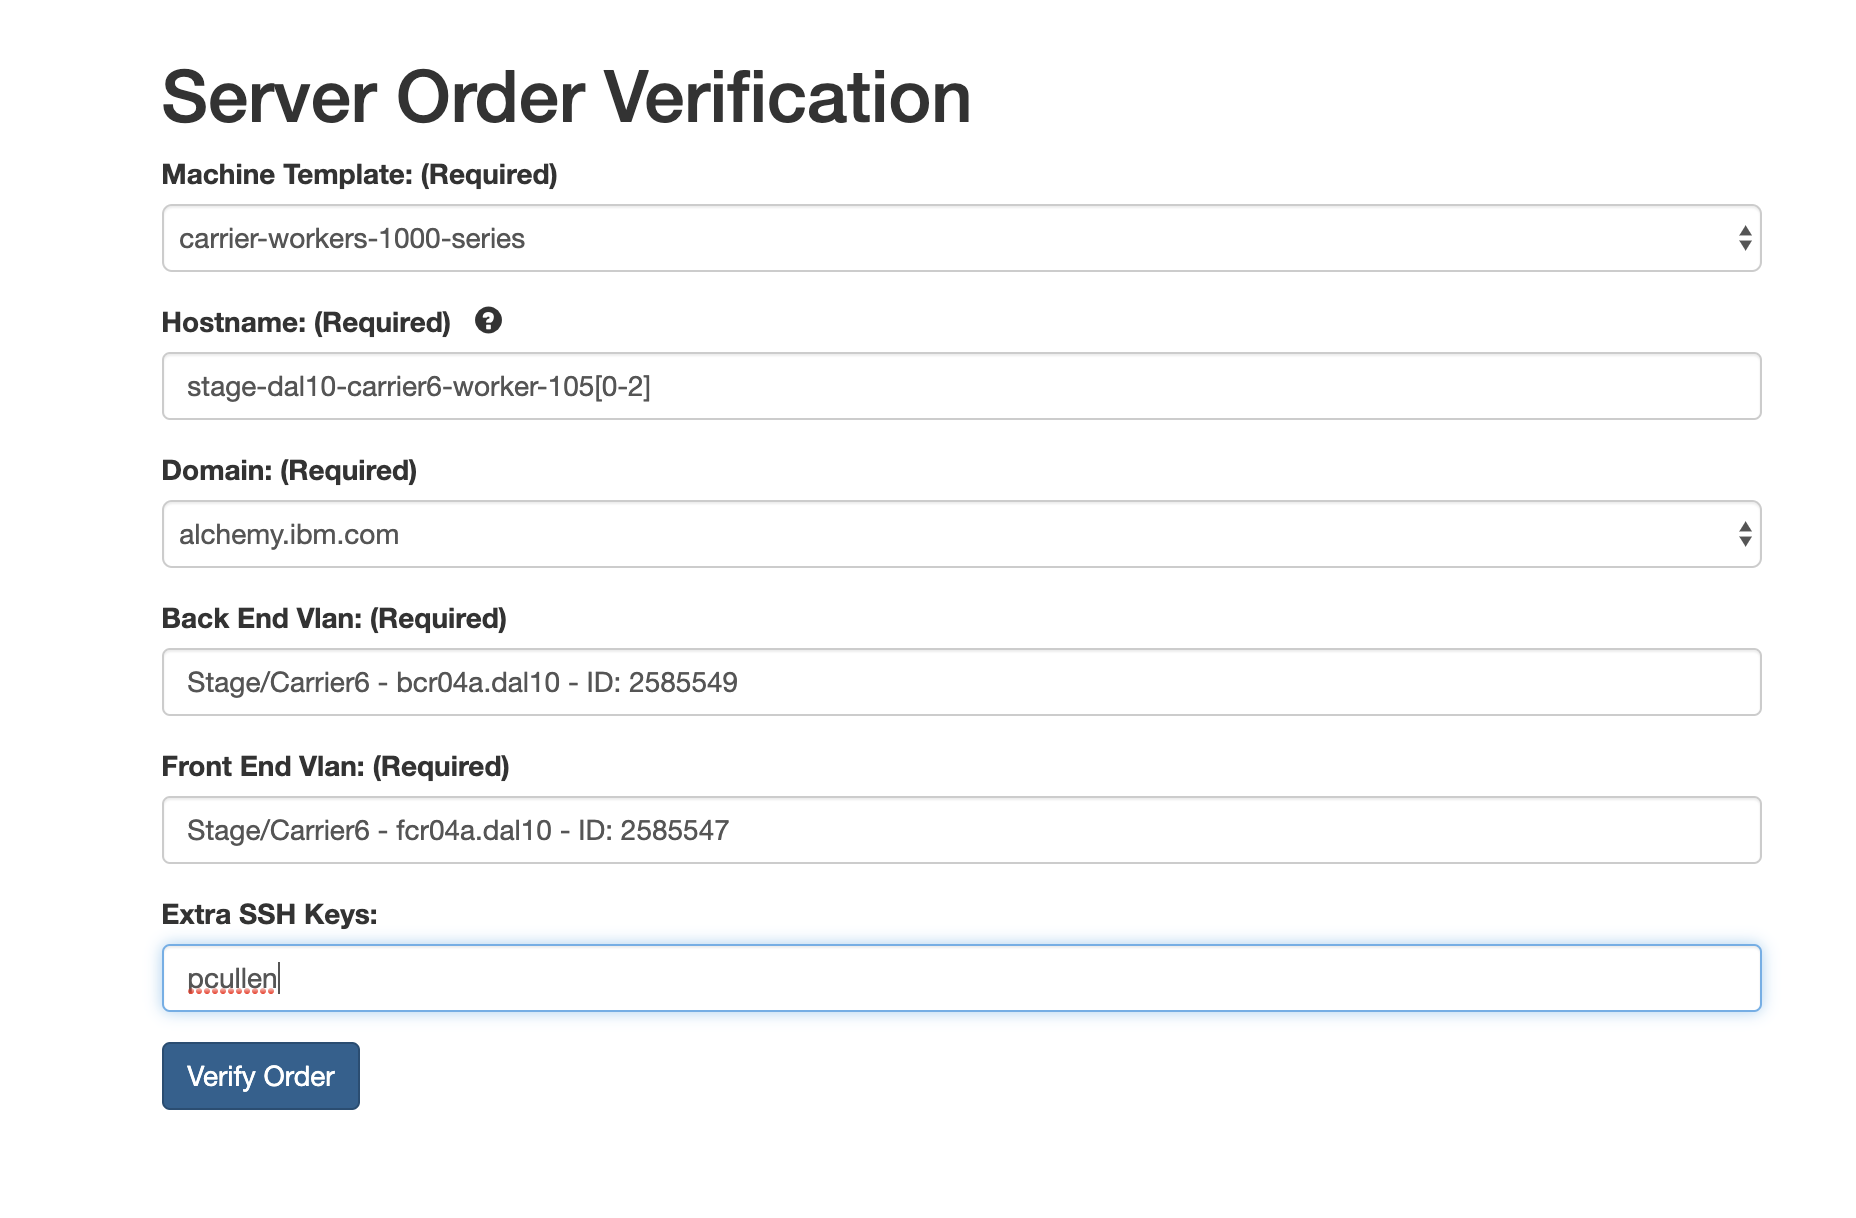 Server Order Verification
Machine Template: (Required)
carrier-workers-1000-series
Hostname: (Required)
stage-dal10-carrier6-worker-105[0-2]
Domain: (Required)
alchemy.ibm.com
Back End Vlan: (Required)
Stage/Carrier6 - bcr04a.dal10 - ID: 2585549
Front End Vlan: (Required)
Stage/Carrier6 - fcr04a.dal10 - ID: 2585547
Extra SSH Keys:
pcullen
Verify Order